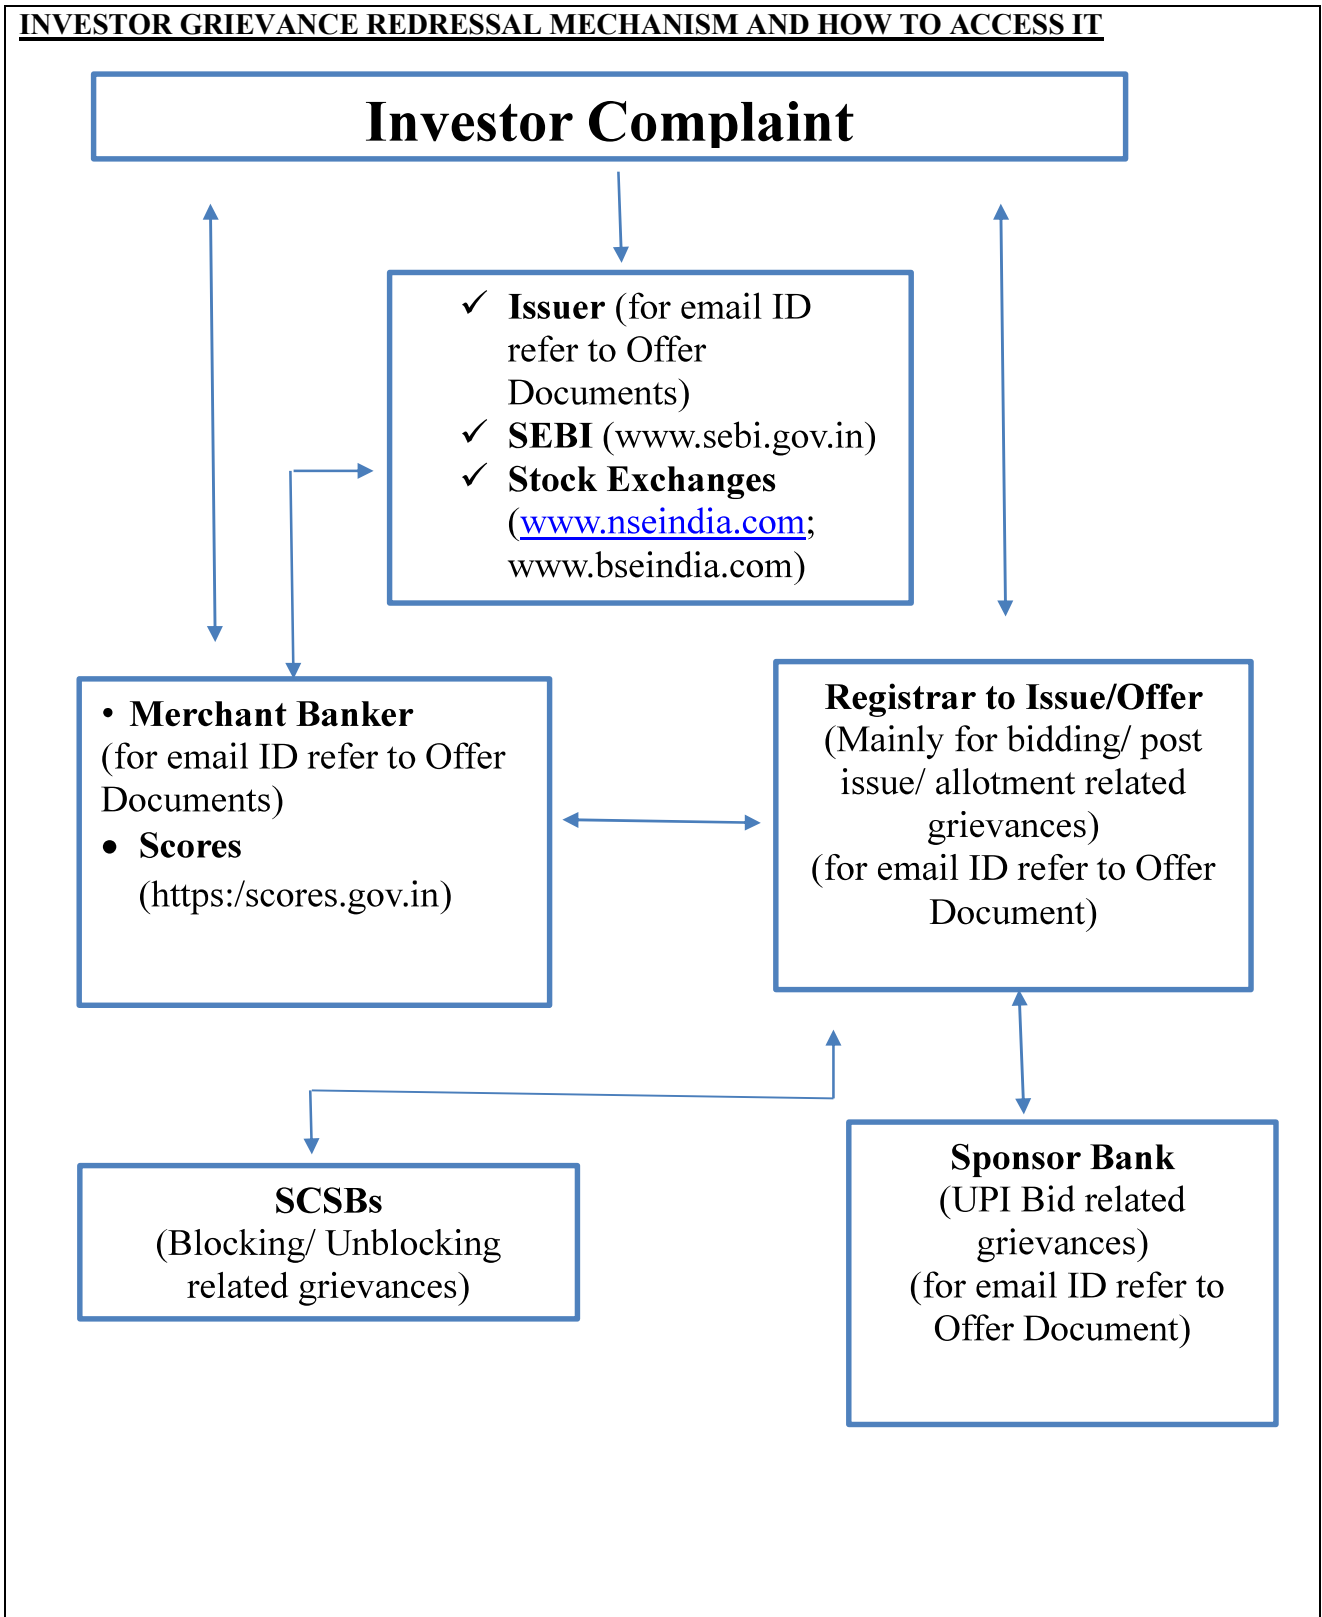 INVESTOR GRIEVANCE REDRESSAL MECHANISM AND HOW TO ACCESS IT
Investor Complaint
✓ Issuer (for email ID
refer to Offer
Documents)
✓ SEBI (www.sebi.gov.in)
✓ Stock Exchanges
(www.nseindia.com;
www.bseindia.com)
• Merchant Banker
(for email ID refer to Offer
Documents)
• Scores
(https:/scores.gov.in)
Registrar to Issue/Offer
(Mainly for bidding/ post
issue/ allotment related
grievances)
(for email ID refer to Offer
Document)
SCSBs
(Blocking/ Unblocking
related grievances)
Sponsor Bank
(UPI Bid related
grievances)
(for email ID refer to
Offer Document)